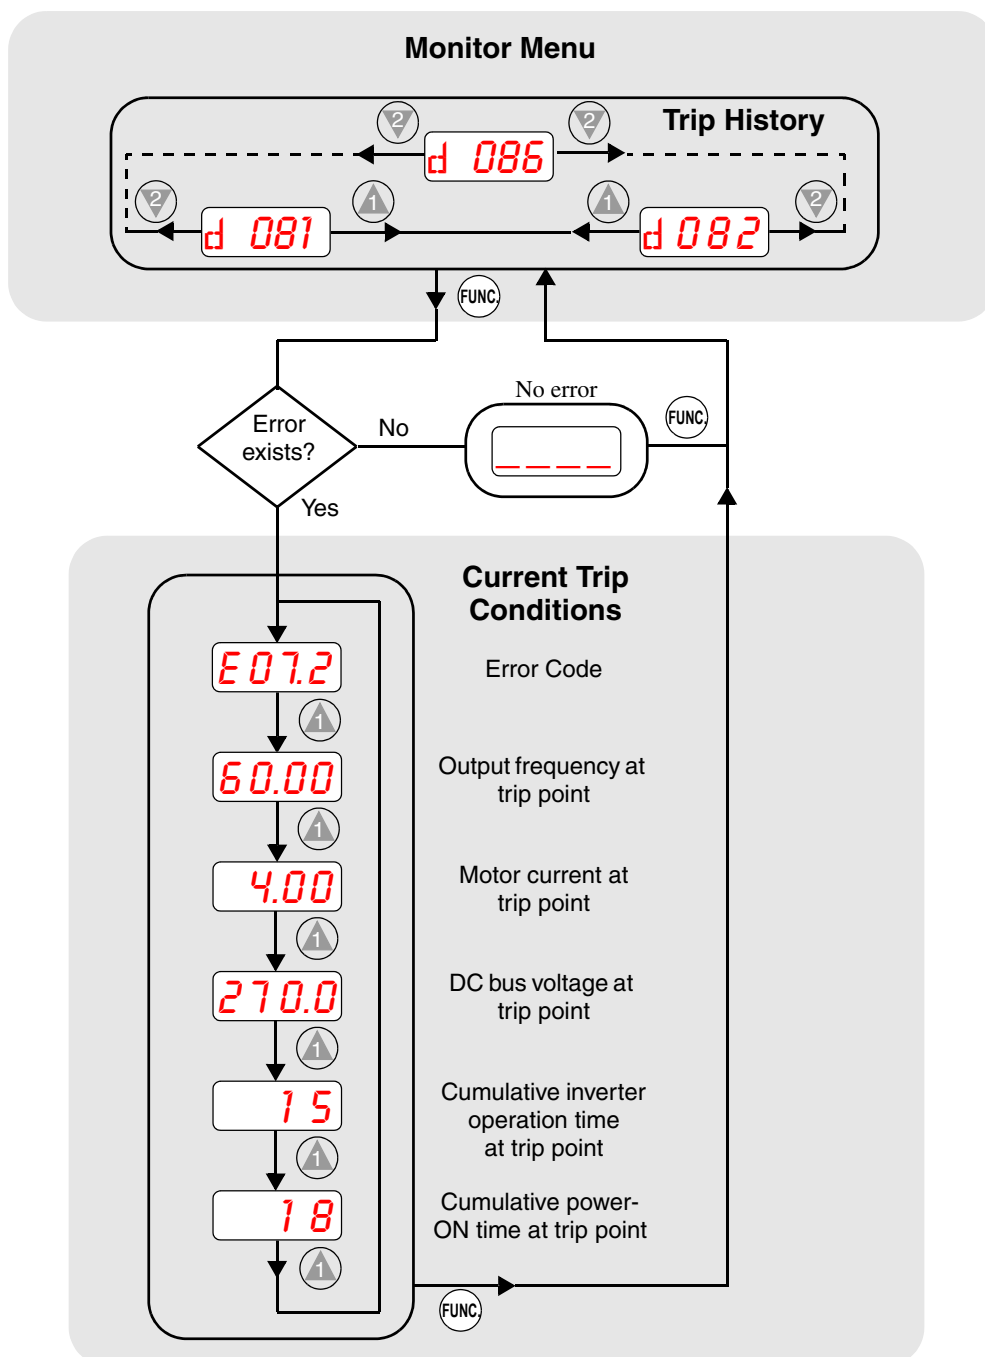 Monitor Menu
Trip History
2
2
d 086
2
1
1
2
d 081
d 082
FUNC.
No error
Error
exists?
No
FUNC.
_ _ _ _
Yes
Current Trip
Conditions
E07.2
Error Code
1
60.00
Output frequency at
trip point
1
4.00
Motor current at
trip point
1
270.0
DC bus voltage at
trip point
1
15
Cumulative inverter
operation time
at trip point
1
18
Cumulative power-
ON time at trip point
1
FUNC.